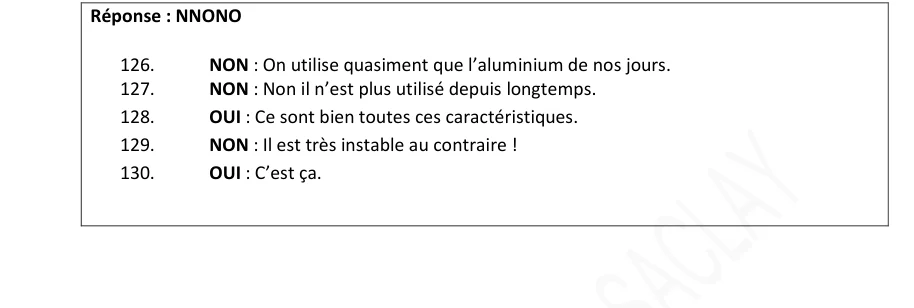 Réponse : NNONO
126. NON : On utilise quasiment que l’aluminium de nos jours.
127. NON : Non il n’est plus utilisé depuis longtemps.
128. OUI : Ce sont bien toutes ces caractéristiques.
129. NON : Il est très instable au contraire !
130. OUI : C’est ça.
SACLAY